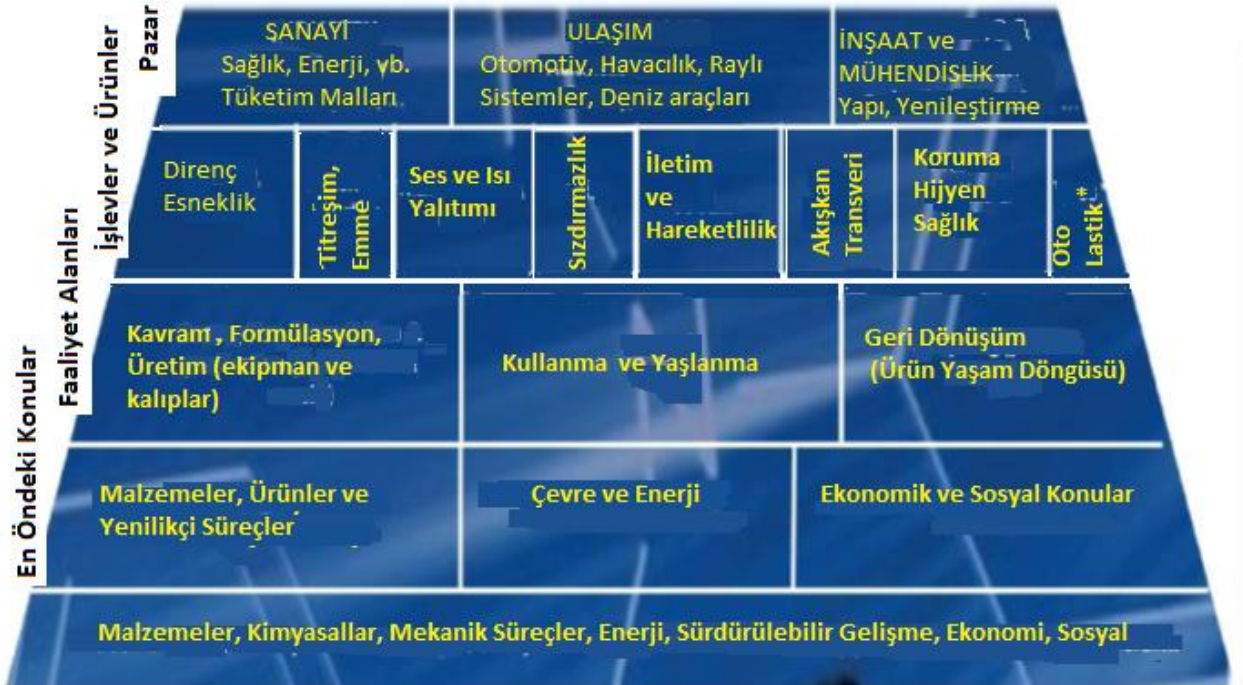 Pazar
İşlevler ve Ürünler
Faaliyet Alanları
En Öndeki Konular
SANAYİ
Sağlık, Enerji, yb.
Tüketim Malları
ULAŞIM
Otomotiv, Havacılık, Raylı
Sistemler, Deniz araçları
İNŞAAT ve
MÜHENDİSLİK
Yapı, Yenileştirme
Direnç
Esneklik
Titreşim,
Emme
Ses ve Isı
Yalıtımı
Sızdırmazlık
İletim
ve
Hareketlilik
Akışkan
Transveri
Koruma
Hijyen
Sağlık
Oto
Lastik*
Kavram, Formülasyon,
Üretim (ekipman ve
kalıplar)
Kullanma ve Yaşlanma
Geri Dönüşüm
(Ürün Yaşam Döngüsü)
Malzemeler, Ürünler ve
Yenilikçi Süreçler
Çevre ve Enerji
Ekonomik ve Sosyal Konular
Malzemeler, Kimyasallar, Mekanik Süreçler, Enerji, Sürdürülebilir Gelişme, Ekonomi, Sosyal